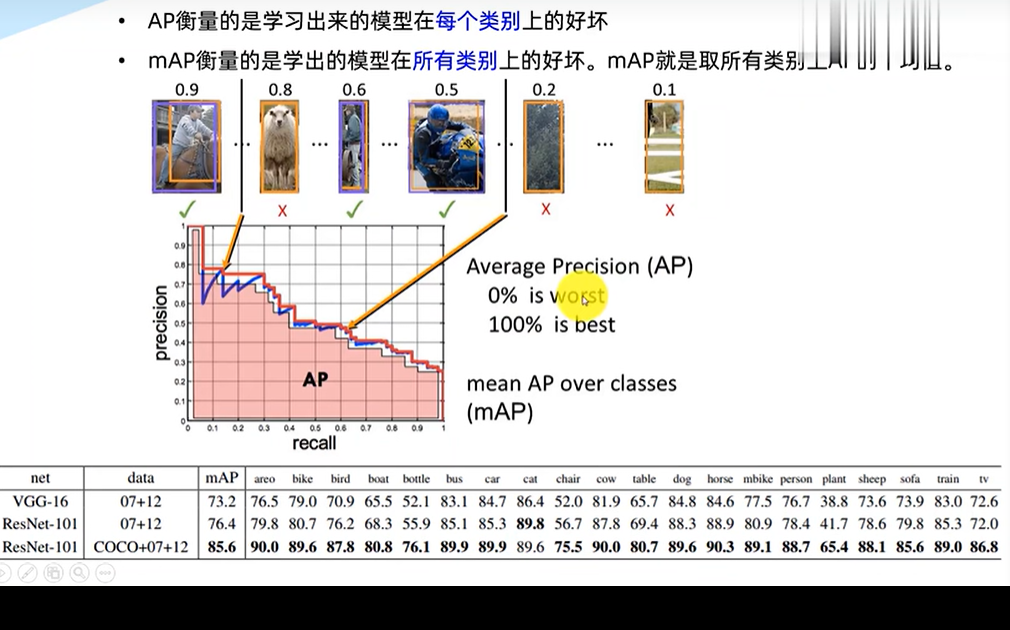 • AP衡量的是学习出来的模型在每个类别上的好坏
• mAP衡量的是学出的模型在所有类别上的好坏。mAP就是取所有类别上AP的平均值。
0.9 0.8 0.6 0.5 0.2 0.1
... ... ... ... ...
12
✓ X ✓ ✓ X X
1
0.9
0.8
0.7
0.6
0.5
0.4
0.3
0.2
0.1
0
precision
AP
0 0.1 0.2 0.3 0.4 0.5 0.6 0.7 0.8 0.9 1
recall
Average Precision (AP)
0% is worst
100% is best
mean AP over classes
(mAP)
net data mAP areo bike bird boat bottle bus car cat chair cow table dog horse mbike person plant sheep sofa train tv
VGG-16 07+12 73.2 76.5 79.0 70.9 65.5 52.1 83.1 84.7 86.4 52.0 81.9 65.7 84.8 84.6 77.5 76.7 38.8 73.6 73.9 83.0 72.6
ResNet-101 07+12 76.4 79.8 80.7 76.2 68.3 55.9 85.1 85.3 89.8 56.7 87.8 69.4 88.3 88.9 80.9 78.4 41.7 78.6 79.8 85.3 72.0
ResNet-101 COCO+07+12 85.6 90.0 89.6 87.8 80.8 76.1 89.9 89.9 89.6 75.5 90.0 80.7 89.6 90.3 89.1 88.7 65.4 88.1 85.6 89.0 86.8